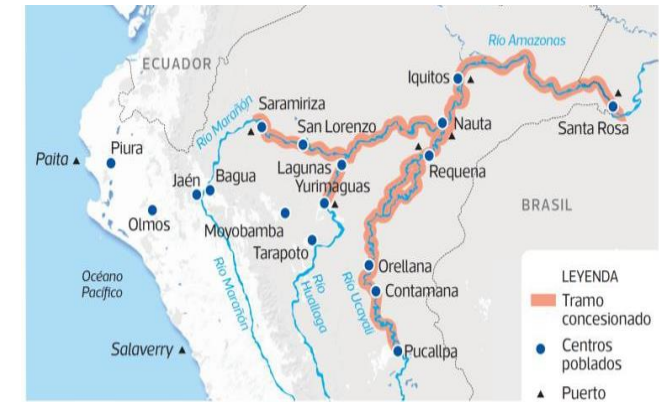 Río Amazonas
ECUADOR
Iquitos
Saramiriza
Río Marañón
San Lorenzo
Nauta
Santa Rosa
Piura
Paita
Lagunas
Requena
Jaén
Bagua
Yurimaguas
BRASIL
Olmos
Moyobamba
Tarapoto
Océano
Pacífico
Río Marañón
Río
Huallaga
Río Ucayali
Orellana
Contamana
LEYENDA
Tramo
concesionado
Centros
poblados
Puerto
Salaverry
Pucallpa